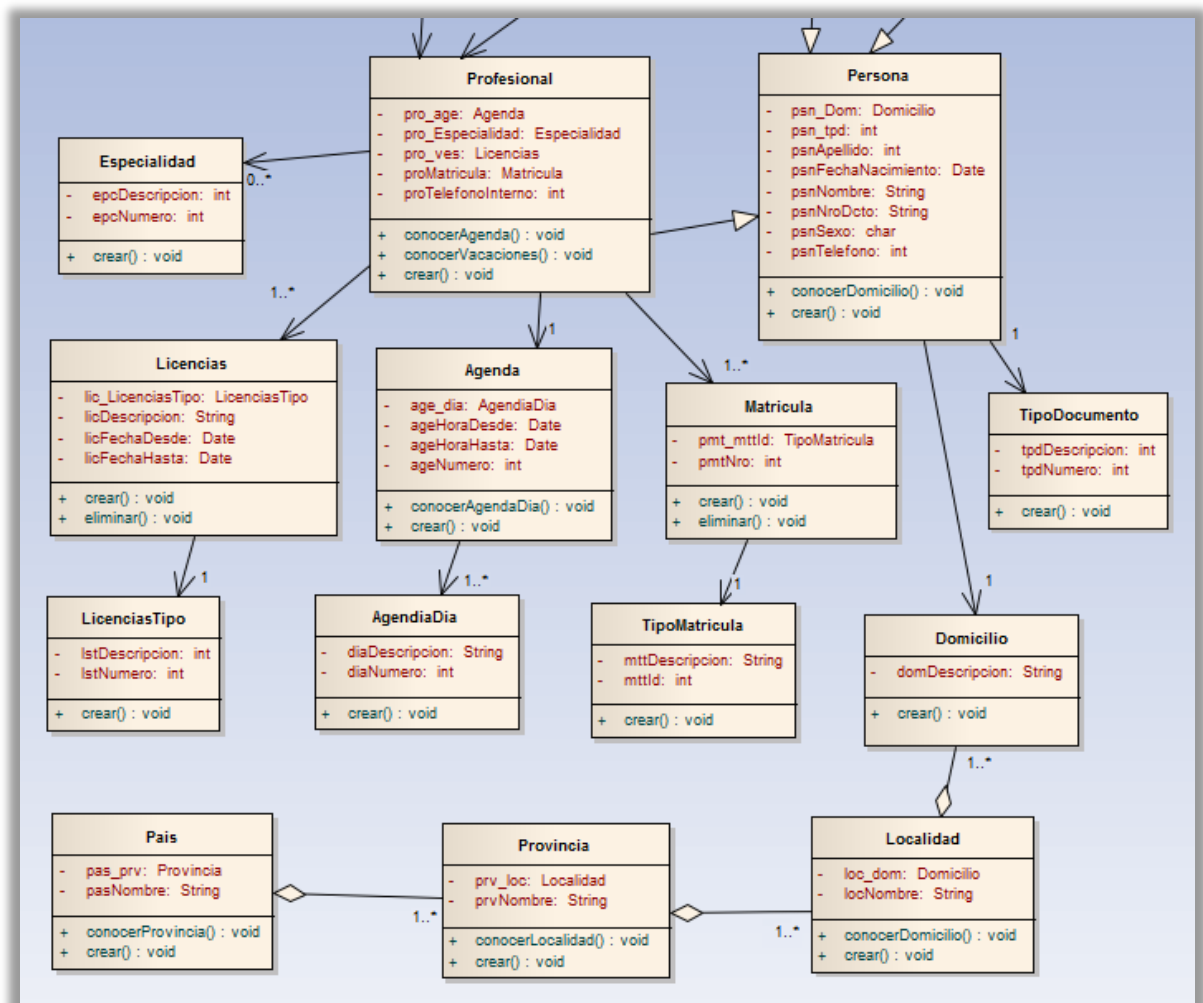 Profesional
- pro_age: Agenda
- pro_Especialidad: Especialidad
- pro_ves: Licencias
- proMatricula: Matricula
- proTelefonoInterno: int
+ conocerAgenda() : void
+ conocerVacaciones() : void
+ crear() : void
Persona
- psn_Dom: Domicilio
- psn_tpd: int
- psnApellido: int
- psnFechaNacimiento: Date
- psnNombre: String
- psnNroDcto: String
- psnSexo: char
- psnTelefono: int
+ conocerDomicilio() : void
+ crear() : void
Especialidad
- epcDescripcion: int
- epcNumero: int
+ crear() : void
0..*
1..*
1
1..*
1
Licencias
- lic_LicenciasTipo: LicenciasTipo
- licDescripcion: String
- licFechaDesde: Date
- licFechaHasta: Date
+ crear() : void
+ eliminar() : void
Agenda
- age_dia: AgendiaDia
- ageHoraDesde: Date
- ageHoraHasta: Date
- ageNumero: int
+ conocerAgendaDia() : void
+ crear() : void
Matricula
- pmt_mttId: TipoMatricula
- pmtNro: int
+ crear() : void
+ eliminar() : void
TipoDocumento
- tpdDescripcion: int
- tpdNumero: int
+ crear() : void
1
1..*
1
1
LicenciasTipo
- lstDescripcion: int
- lstNumero: int
+ crear() : void
AgendiaDia
- diaDescripcion: String
- diaNumero: int
+ crear() : void
TipoMatricula
- mttDescripcion: String
- mttId: int
+ crear() : void
Domicilio
- domDescripcion: String
+ crear() : void
1..*
Pais
- pas_prv: Provincia
- pasNombre: String
+ conocerProvincia() : void
+ crear() : void
1..*
Provincia
- prv_loc: Localidad
- prvNombre: String
+ conocerLocalidad() : void
+ crear() : void
1..*
Localidad
- loc_dom: Domicilio
- locNombre: String
+ conocerDomicilio() : void
+ crear() : void